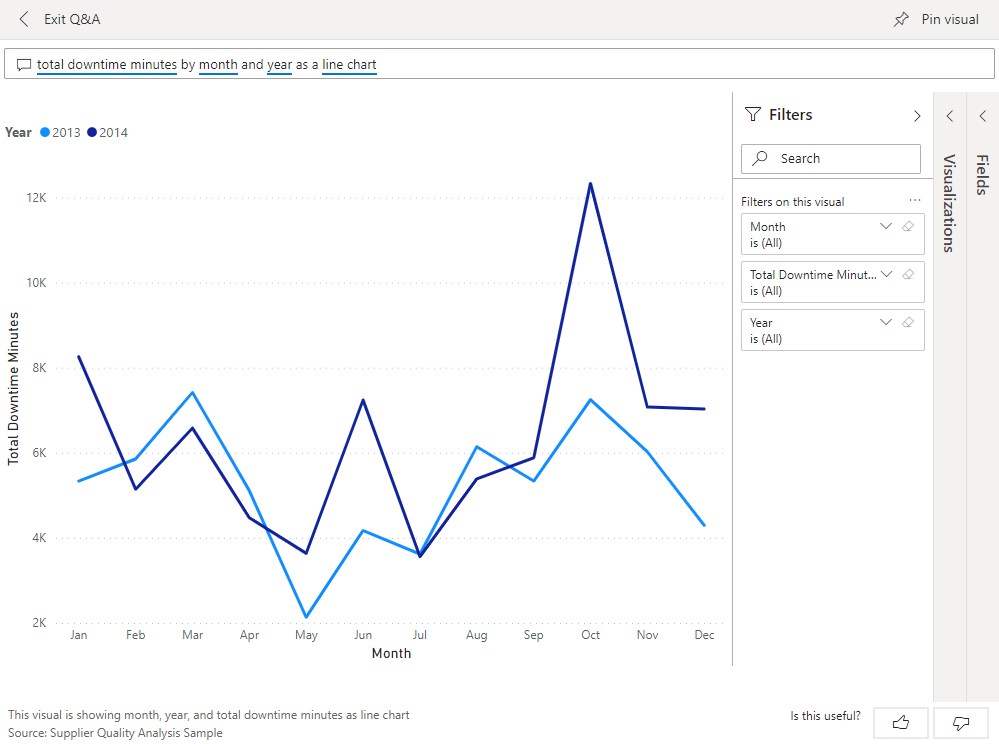 Exit Q&A
Pin visual
total downtime minutes by month and year as a line chart
Year 2013 2014
12K
10K
8K
6K
4K
2K
Total Downtime Minutes
Jan Feb Mar Apr May Jun Jul Aug Sep Oct Nov Dec
Month
Filters
Search
Filters on this visual ...
Month
is (All)
Total Downtime Minut...
is (All)
Year
is (All)
Visualizations
Fields
This visual is showing month, year, and total downtime minutes as line chart
Source: Supplier Quality Analysis Sample
Is this useful?